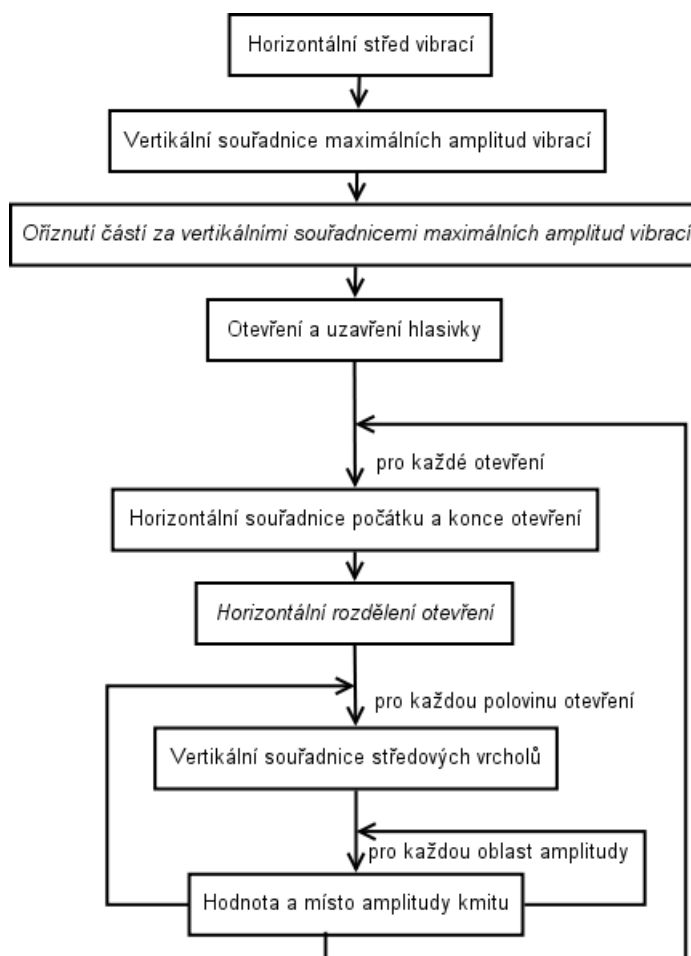 Horizontální střed vibrací
Vertikální souřadnice maximálních amplitud vibrací
Oříznutí částí za vertikálními souřadnicemi maximálních amplitud vibrací
Otevření a uzavření hlasivky
pro každé otevření
Horizontální souřadnice počátku a konce otevření
Horizontální rozdělení otevření
pro každou polovinu otevření
Vertikální souřadnice středových vrcholů
pro každou oblast amplitudy
Hodnota a místo amplitudy kmitu